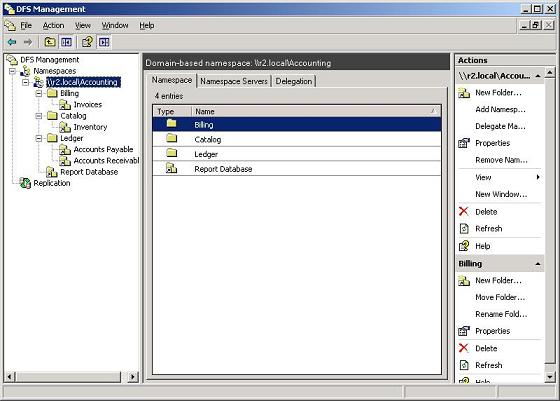 DFS Management
File Action View Window Help
DFS Management
Namespaces
\\r2.local\Accounting
Billing
Invoices
Catalog
Inventory
Ledger
Accounts Payable
Accounts Receivabl
Report Database
Replication
Domain-based namespace: \\r2.local\Accounting
Namespace Namespace Servers Delegation
4 entries
Type Name
Billing
Catalog
Ledger
Report Database
Actions
\\r2.local\Accou...
New Folder...
Add Namesp...
Delegate Ma...
Properties
Remove Nam...
View
New Window...
Delete
Refresh
Help
Billing
New Folder...
Move Folder...
Rename Fold...
Properties
Delete
Refresh
Help